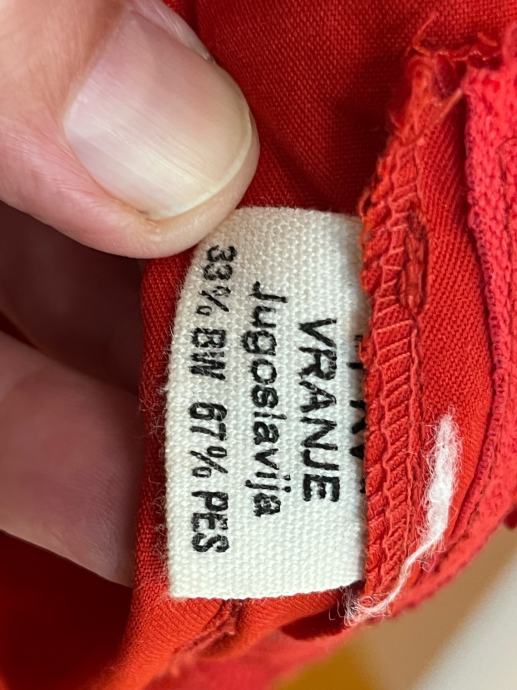 VRANJE
Jugoslavija
33% BW 67% PES